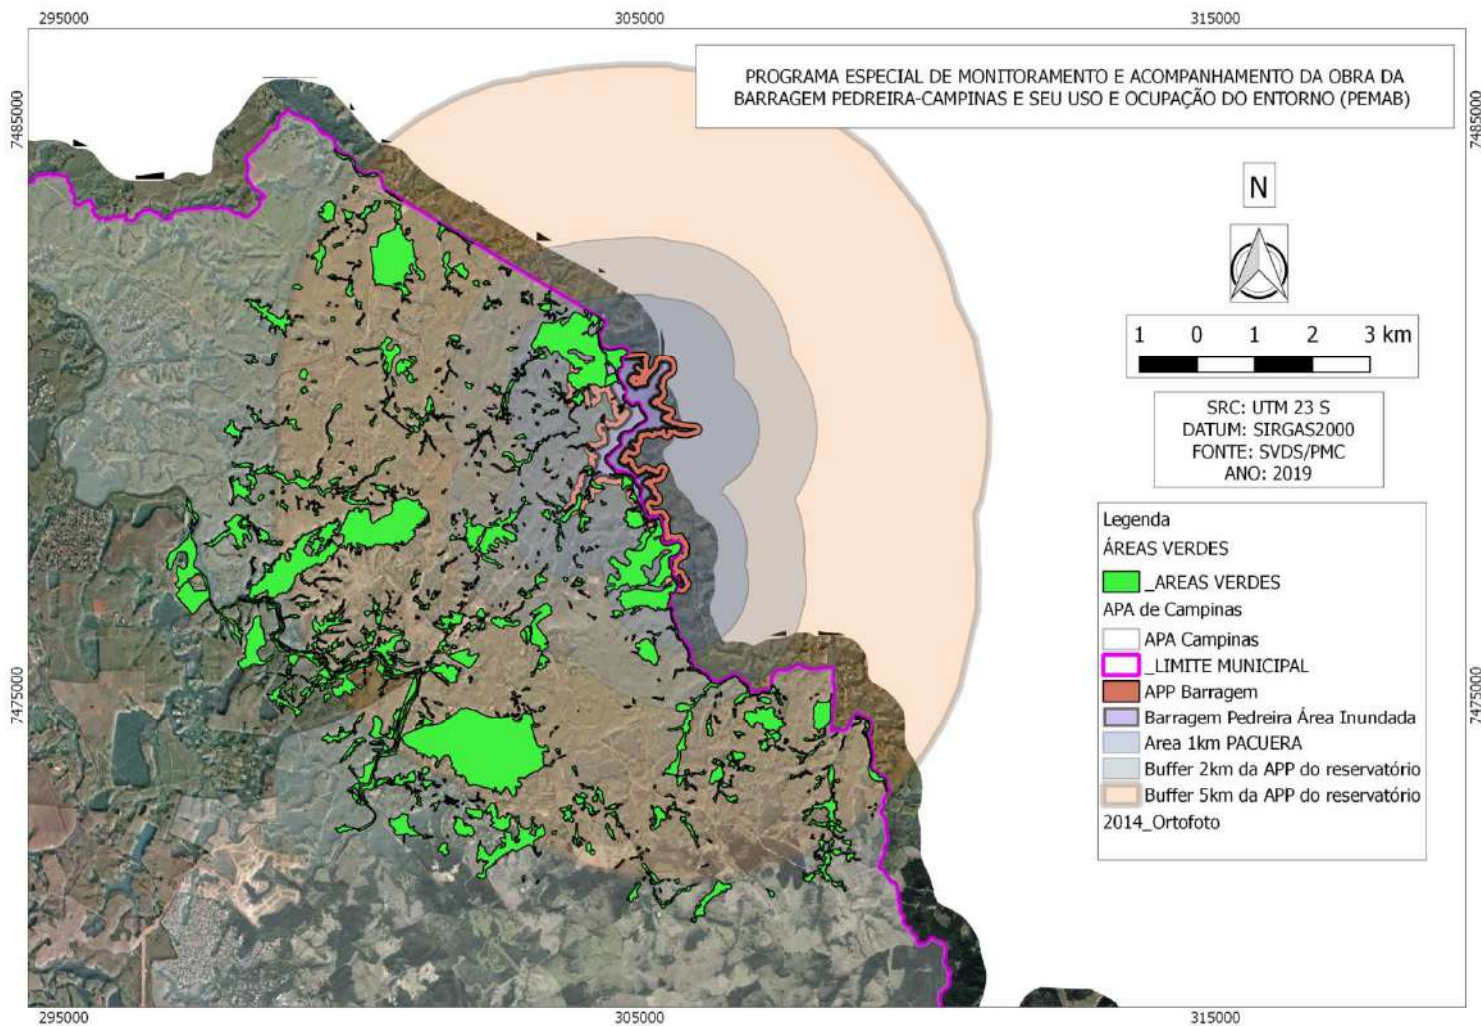 295000
305000
315000
PROGRAMA ESPECIAL DE MONITORAMENTO E ACOMPANHAMENTO DA OBRA DA
BARRAGEM PEDREIRA-CAMPINAS E SEU USO E OCUPAÇÃO DO ENTORNO (PEMAB)
7485000
7485000
N
1 0 1 2 3 km
SRC: UTM 23 S
DATUM: SIRGAS2000
FONTE: SVDS/PMC
ANO: 2019
Legenda
ÁREAS VERDES
_AREAS VERDES
APA de Campinas
APA Campinas
_LIMITE MUNICIPAL
APP Barragem
Barragem Pedreira Área Inundada
Area 1km PACUERA
Buffer 2km da APP do reservatório
Buffer 5km da APP do reservatório
2014_Ortofoto
7475000
7475000
295000
305000
315000